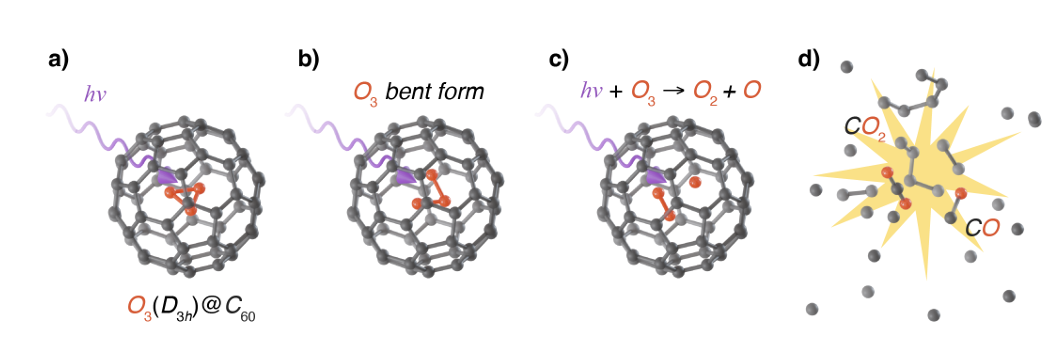 a)
hν
O₃(D₃ₕ)@C₆₀
b)
O₃ bent form
c)
hν + O₃ → O₂ + O
d)
CO₂
CO